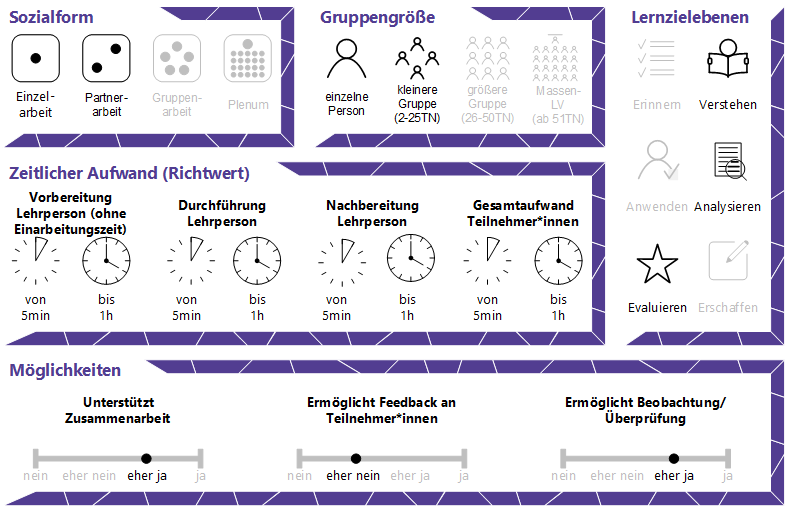 Sozialform
Einzel-
arbeit
Partner-
arbeit
Gruppen-
arbeit
Plenum
Gruppengröße
einzelne
Person
kleinere
Gruppe
(2-25TN)
größere
Gruppe
(26-50TN)
Massen-
LV
(ab 51TN)
Lernzielebenen
Erinnern
Verstehen
Anwenden
Analysieren
Evaluieren
Erschaffen
Zeitlicher Aufwand (Richtwert)
Vorbereitung
Lehrperson (ohne
Einarbeitungszeit)
von
5min
bis
1h
Durchführung
Lehrperson
von
5min
bis
1h
Nachbereitung
Lehrperson
von
5min
bis
1h
Gesamtaufwand
Teilnehmer*innen
von
5min
bis
1h
Möglichkeiten
Unterstützt
Zusammenarbeit
nein eher nein eher ja ja
Ermöglicht Feedback an
Teilnehmer*innen
nein eher nein eher ja ja
Ermöglicht Beobachtung/
Überprüfung
nein eher nein eher ja ja